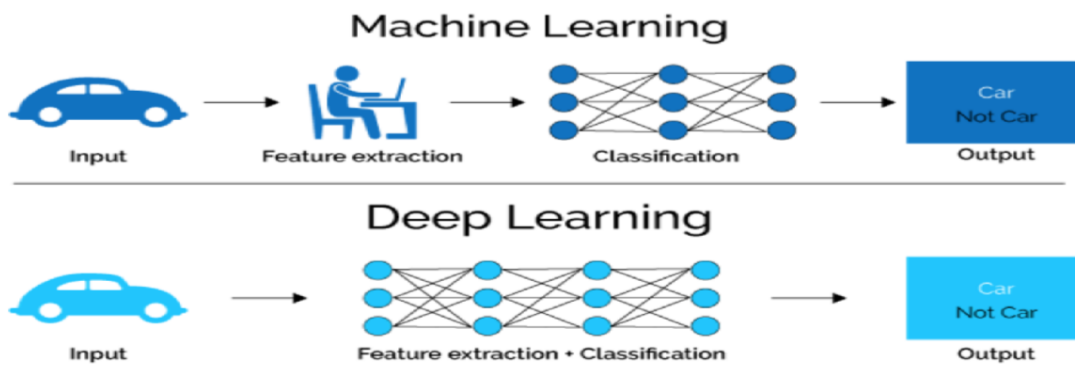 Machine Learning
Input
Feature extraction
Classification
Car
Not Car
Output
Deep Learning
Input
Feature extraction + Classification
Car
Not Car
Output